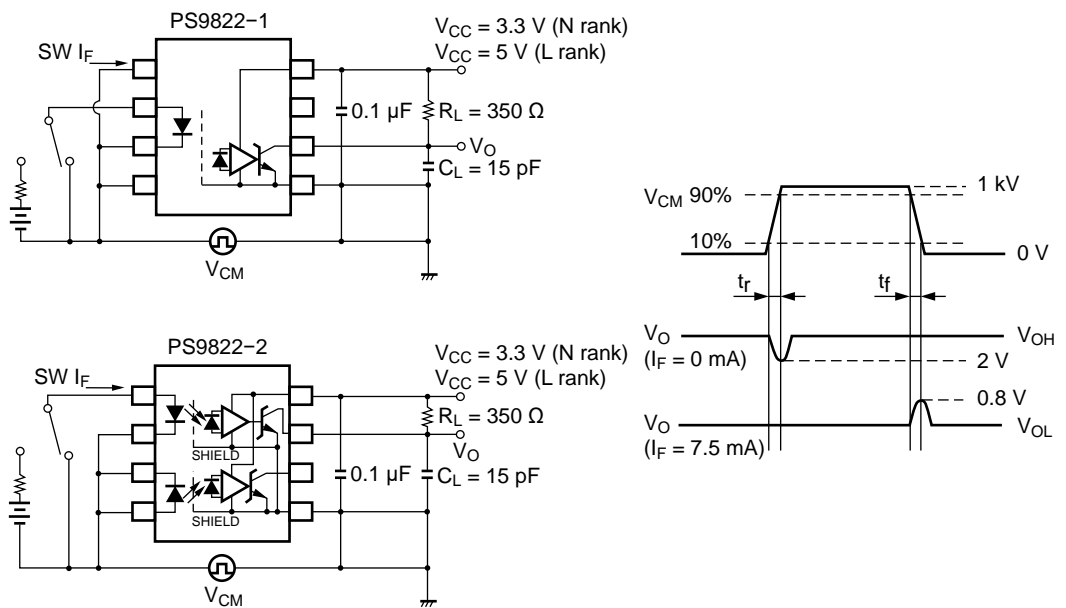 PS9822−1
V_CC = 3.3 V (N rank)
V_CC = 5 V (L rank)
SW I_F
0.1 µF
R_L = 350 Ω
V_O
C_L = 15 pF
V_CM
PS9822−2
V_CC = 3.3 V (N rank)
V_CC = 5 V (L rank)
SW I_F
R_L = 350 Ω
V_O
SHIELD
0.1 µF
C_L = 15 pF
SHIELD
V_CM
V_CM 90%
1 kV
10%
0 V
t_r
t_f
V_O
(I_F = 0 mA)
V_OH
2 V
0.8 V
V_O
(I_F = 7.5 mA)
V_OL